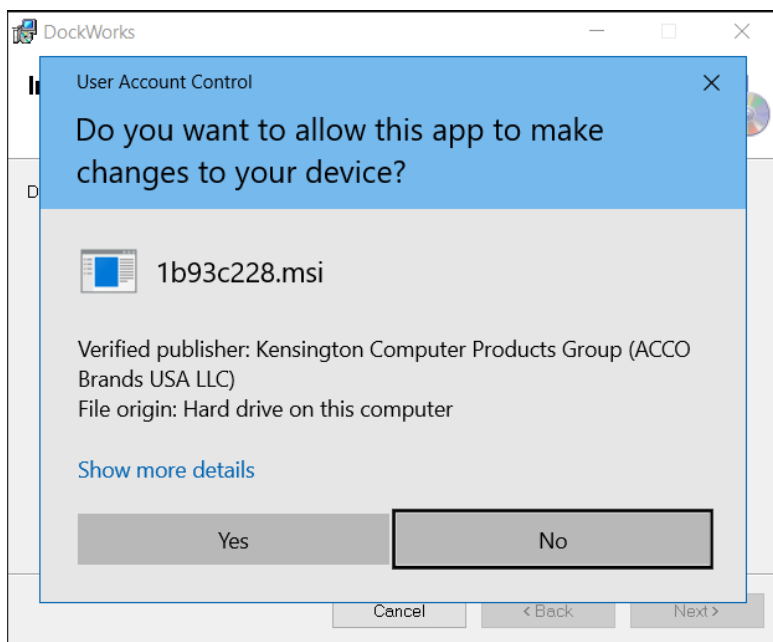 DockWorks
User Account Control
Do you want to allow this app to make
changes to your device?
1b93c228.msi
Verified publisher: Kensington Computer Products Group (ACCO
Brands USA LLC)
File origin: Hard drive on this computer
Show more details
Yes
No
Cancel
< Back
Next >